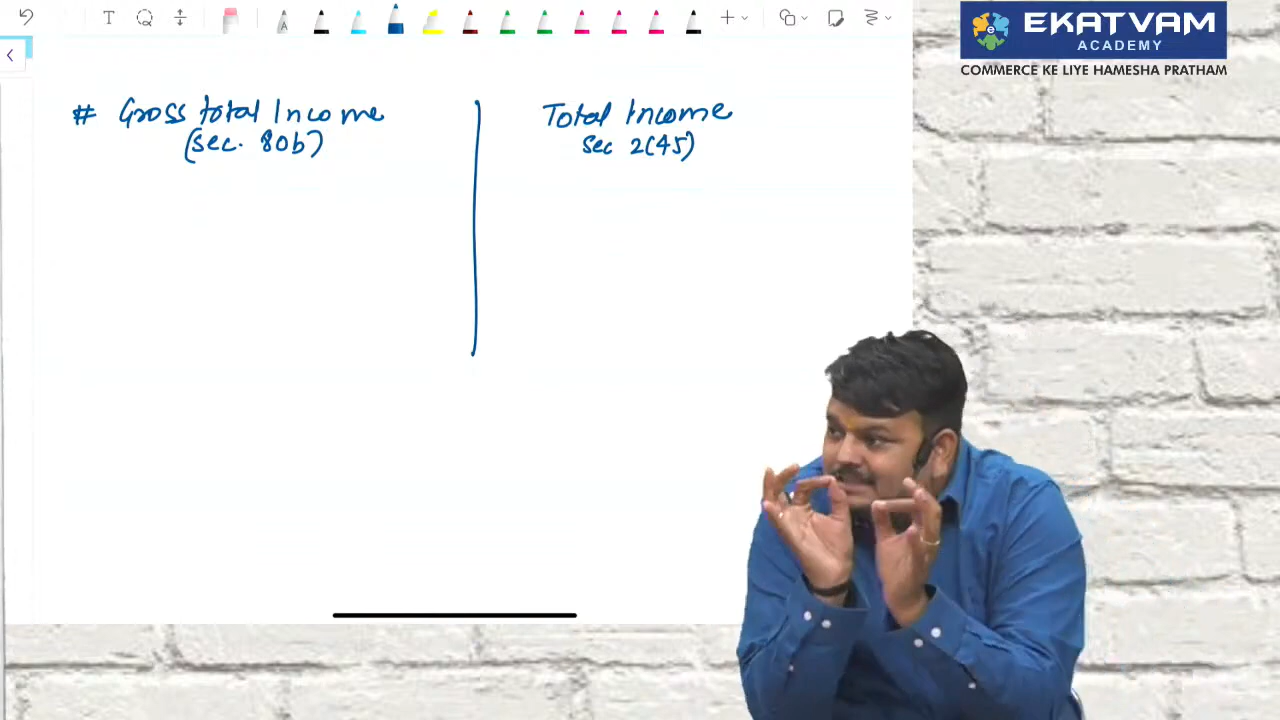 EKATVAM
ACADEMY
COMMERCE KE LIYE HAMESHA PRATHAM
# Gross total Income
(sec. 80b)
Total Income
sec 2(45)